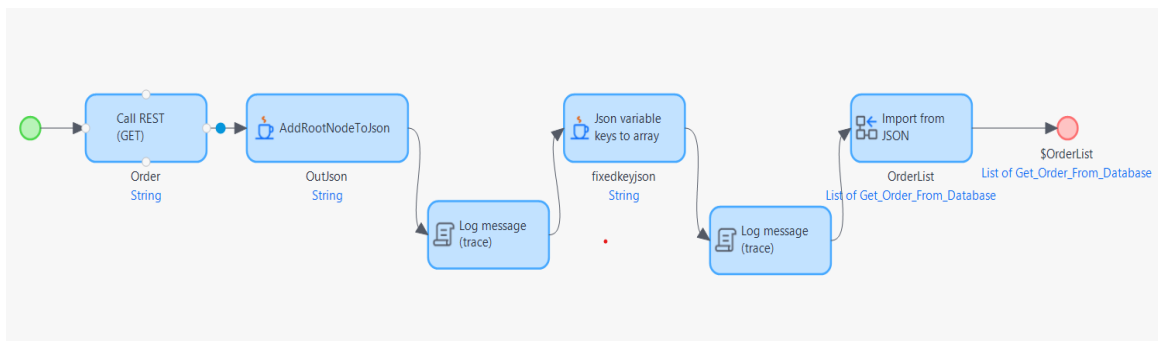 Call REST
(GET)
Order
String
AddRootNodeToJson
OutJson
String
Log message
(trace)
Json variable
keys to array
fixedkeyjson
String
Log message
(trace)
Import from
JSON
OrderList
List of Get_Order_From_Database
$OrderList
List of Get_Order_From_Database